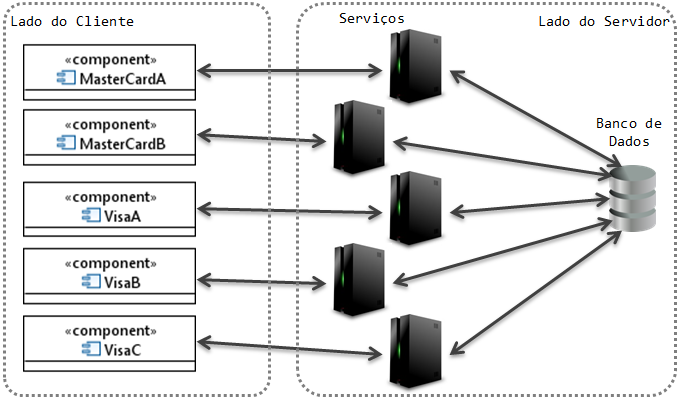 Lado do Cliente
Serviços
Lado do Servidor
«component»
MasterCardA
«component»
MasterCardB
«component»
VisaA
«component»
VisaB
«component»
VisaC
Banco de
Dados